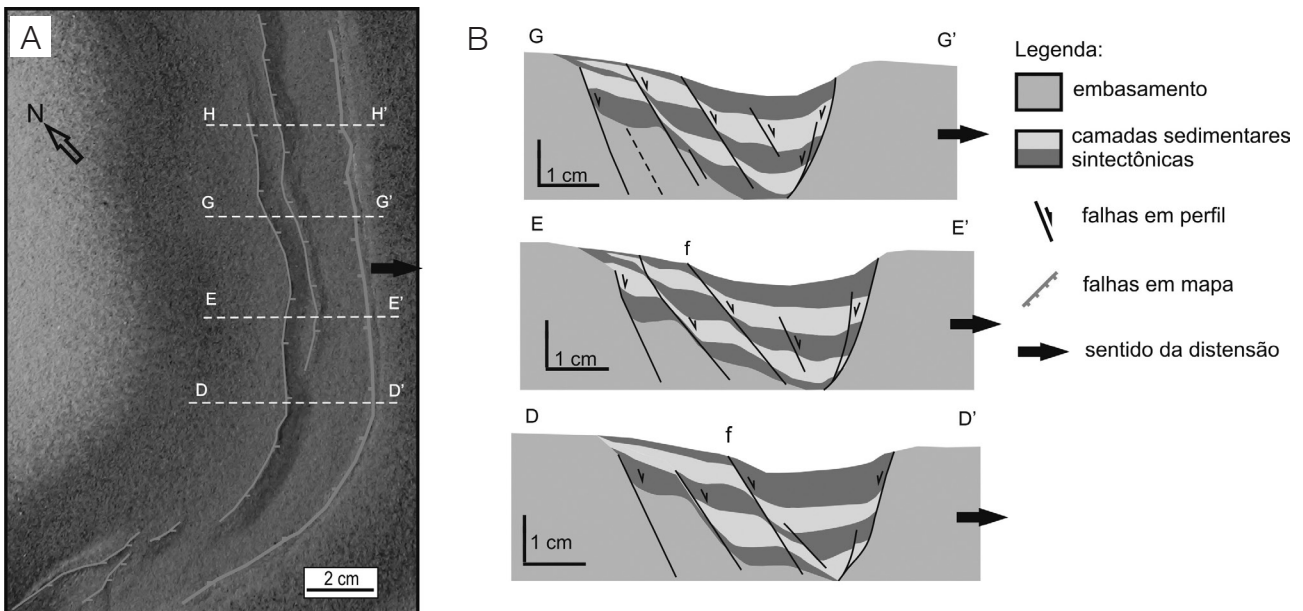 A
N
H H'
G G'
E E'
D D'
2 cm
B
G G'
1 cm
E f E'
1 cm
D f D'
1 cm
Legenda:
embasamento
camadas sedimentares
sintectônicas
falhas em perfil
falhas em mapa
sentido da distensão